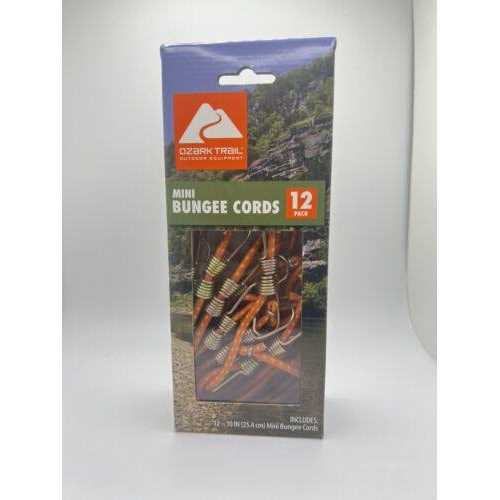 OZARK TRAIL
OUTDOOR EQUIPMENT
MINI
BUNGEE CORDS
12
PACK
INCLUDES:
12 - 10 IN (25.4 cm) Mini Bungee Cords